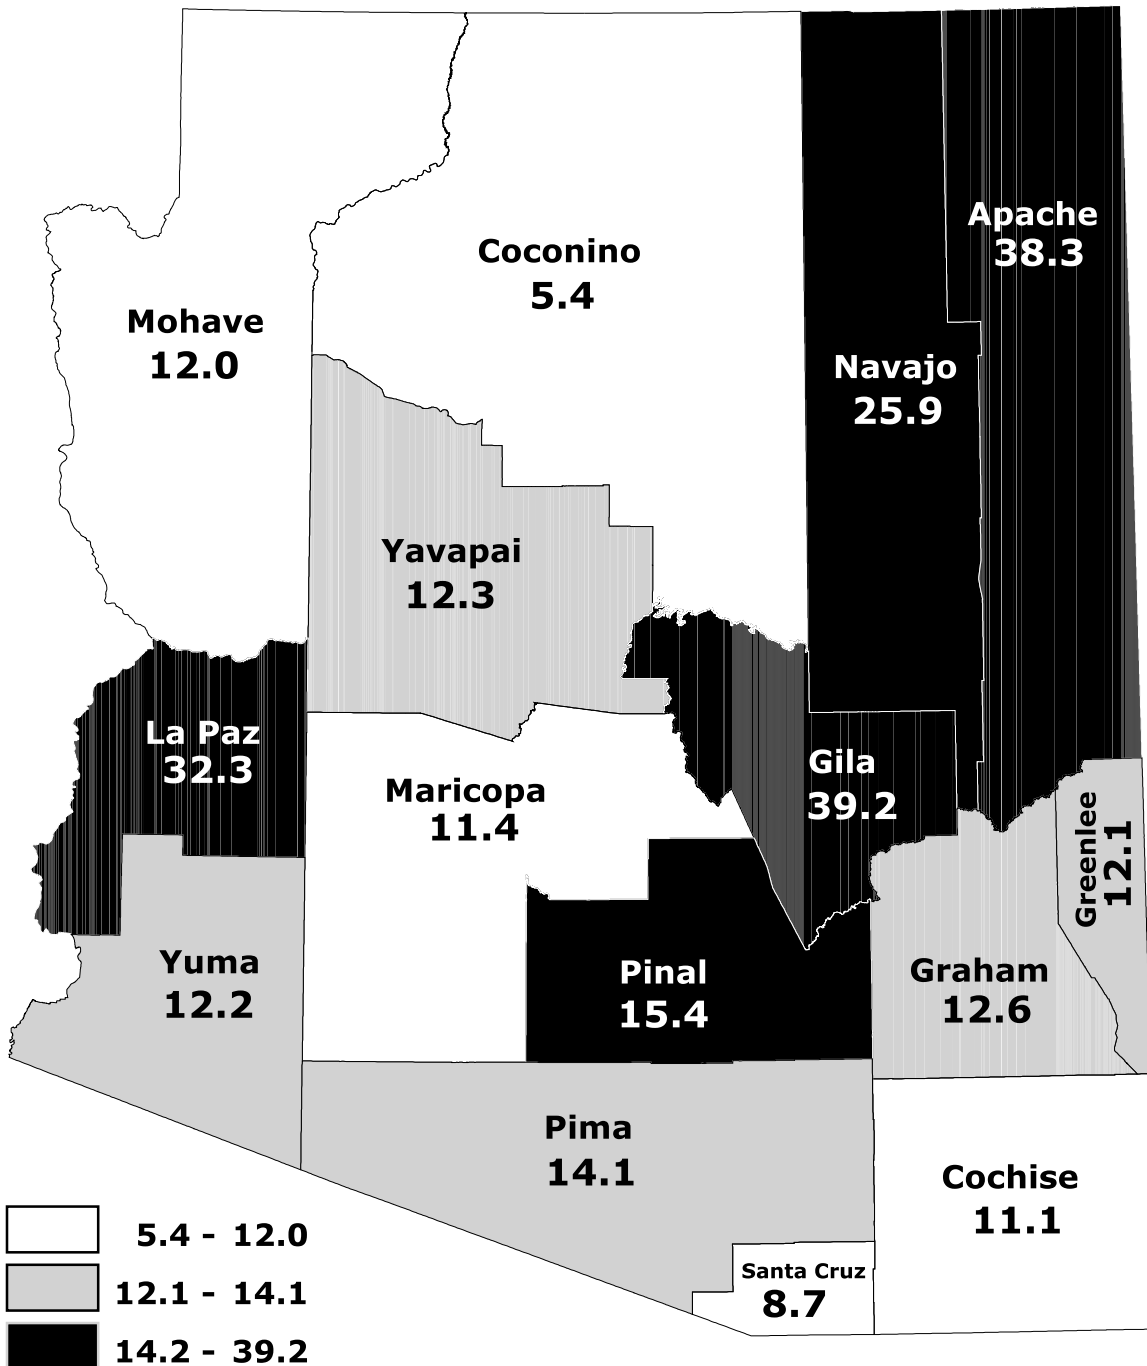 Apache
38.3
Coconino
5.4
Mohave
12.0
Navajo
25.9
Yavapai
12.3
La Paz
32.3
Gila
39.2
Maricopa
11.4
Greenlee
12.1
Yuma
12.2
Pinal
15.4
Graham
12.6
Pima
14.1
Cochise
11.1
Santa Cruz
8.7
5.4 - 12.0
12.1 - 14.1
14.2 - 39.2